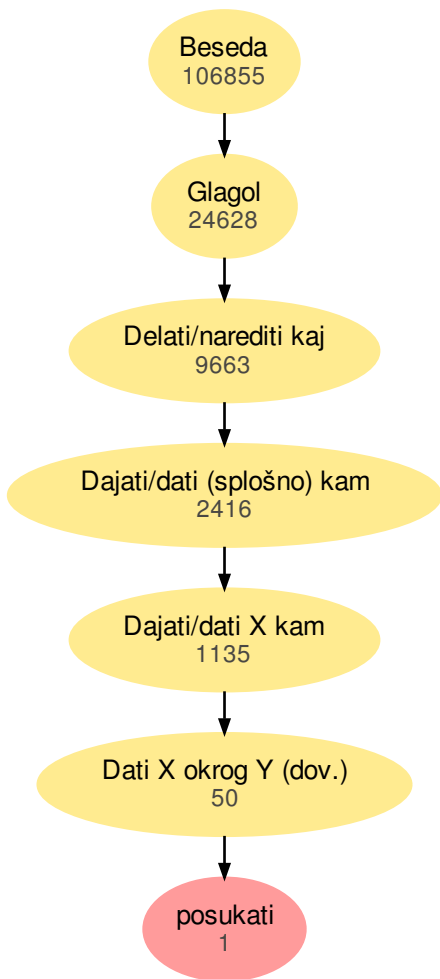 Beseda
106855
Glagol
24628
Delati/narediti kaj
9663
Dajati/dati (splošno) kam
2416
Dajati/dati X kam
1135
Dati X okrog Y (dov.)
50
posukati
1